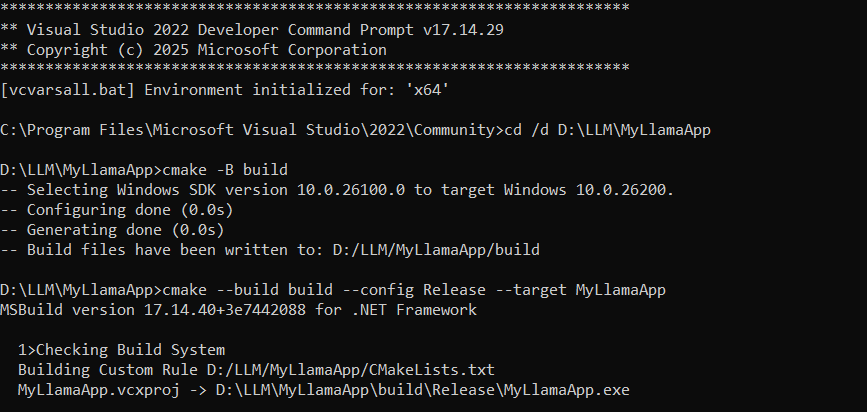 **********************************************************************
** Visual Studio 2022 Developer Command Prompt v17.14.29
** Copyright (c) 2025 Microsoft Corporation
**********************************************************************
[vcvarsall.bat] Environment initialized for: 'x64'
C:\Program Files\Microsoft Visual Studio\2022\Community>cd /d D:\LLM\MyLlamaApp
D:\LLM\MyLlamaApp>cmake -B build
-- Selecting Windows SDK version 10.0.26100.0 to target Windows 10.0.26200.
-- Configuring done (0.0s)
-- Generating done (0.0s)
-- Build files have been written to: D:/LLM/MyLlamaApp/build
D:\LLM\MyLlamaApp>cmake --build build --config Release --target MyLlamaApp
MSBuild version 17.14.40+3e7442088 for .NET Framework
1>Checking Build System
Building Custom Rule D:/LLM/MyLlamaApp/CMakeLists.txt
MyLlamaApp.vcxproj -> D:\LLM\MyLlamaApp\build\Release\MyLlamaApp.exe